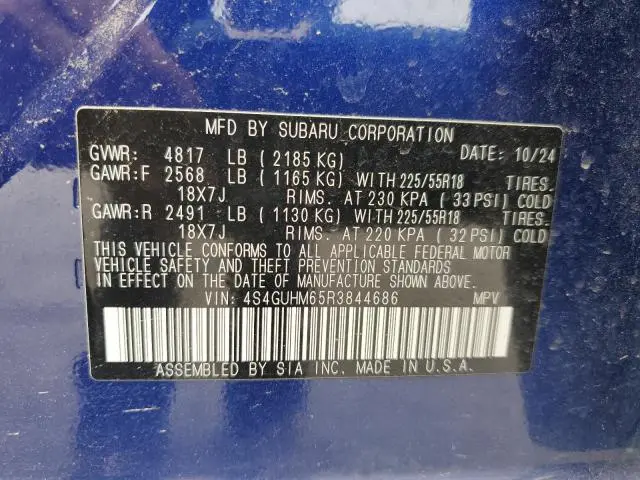 MFD BY SUBARU CORPORATION
GVWR: 4817 LB ( 2185 KG) DATE: 10/24
GAWR:F 2568 LB ( 1165 KG) WITH 225/55R18 TIRES.
18X7J RIMS. AT 230 KPA ( 33 PSI) COLD
GAWR:R 2491 LB ( 1130 KG) WITH 225/55R18 TIRES.
18X7J RIMS. AT 220 KPA ( 32 PSI) COLD
THIS VEHICLE CONFORMS TO ALL APPLICABLE FEDERAL MOTOR
VEHICLE SAFETY AND THEFT PREVENTION STANDARDS
IN EFFECT ON THE DATE OF MANUFACTURE SHOWN ABOVE.
VIN: 4S4GUHM65R3844686 MPV
ASSEMBLED BY SIA INC. MADE IN U.S.A.